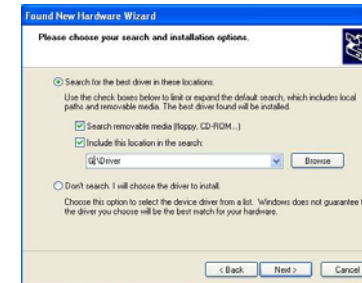 Found New Hardware Wizard
Please choose your search and installation options.
Search for the best driver in these locations.
Use the check boxes below to limit or expand the default search, which includes local
paths and removable media. The best driver found will be installed.
Search removable media (floppy, CD-ROM...)
Include this location in the search:
G:\Driver
Browse
Don't search. I will choose the driver to install.
Choose this option to select the device driver from a list. Windows does not guarantee
the driver you choose will be the best match for your hardware.
< Back
Next >
Cancel